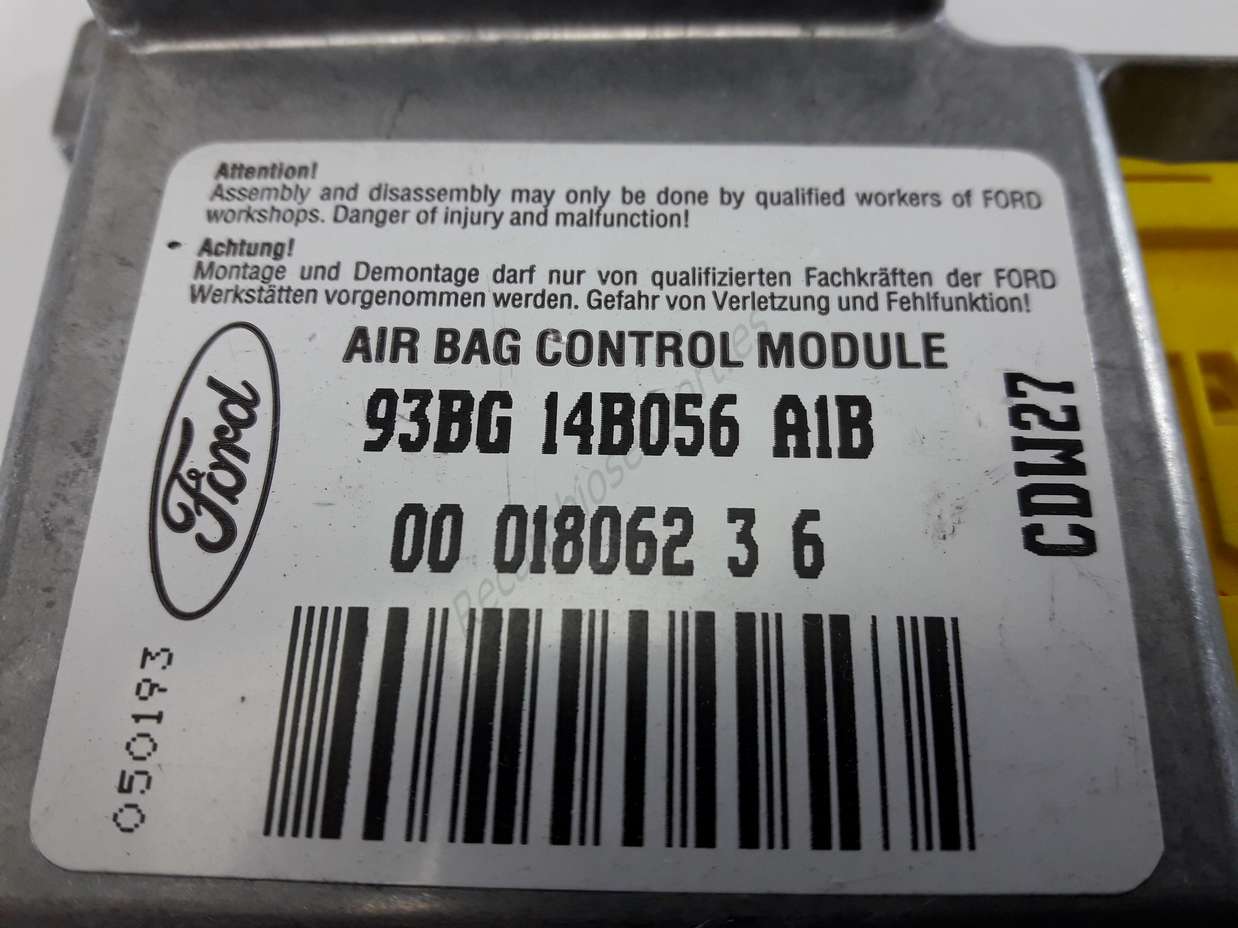 Attention!
Assembly and disassembly may only be done by qualified workers of FORD
workshops. Danger of injury and malfunction!
Achtung!
Montage und Demontage darf nur von qualifizierten Fachkräften der FORD
Werkstätten vorgenommen werden. Gefahr von Verletzung und Fehlfunktion!
AIR BAG CONTROL MODULE
93BG 14B056 A1B
00 018062 3 6
CDW27
Ford
050193